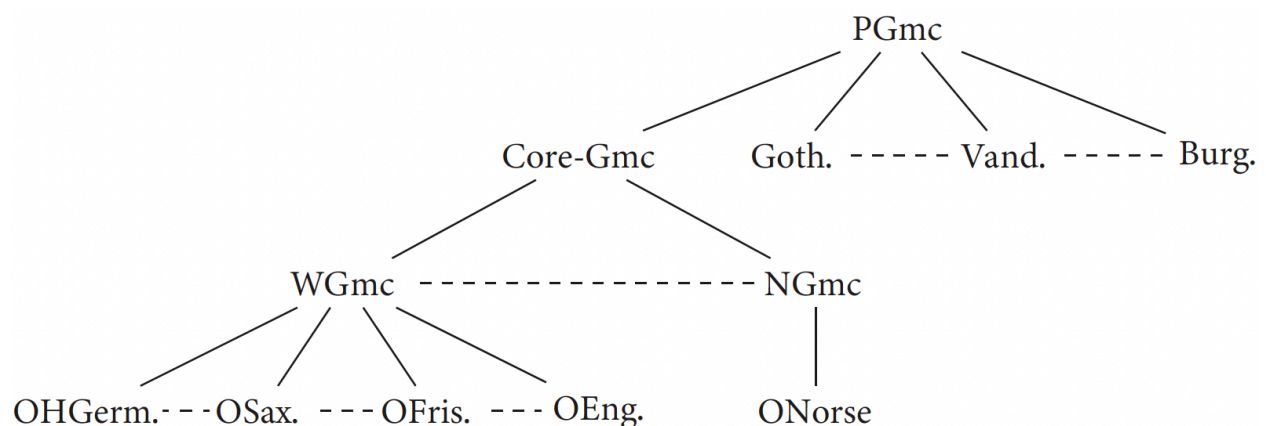 PGmc
Core-Gmc Goth. Vand. Burg.
WGmc NGmc
OHGerm. OSax. OFris. OEng. ONorse